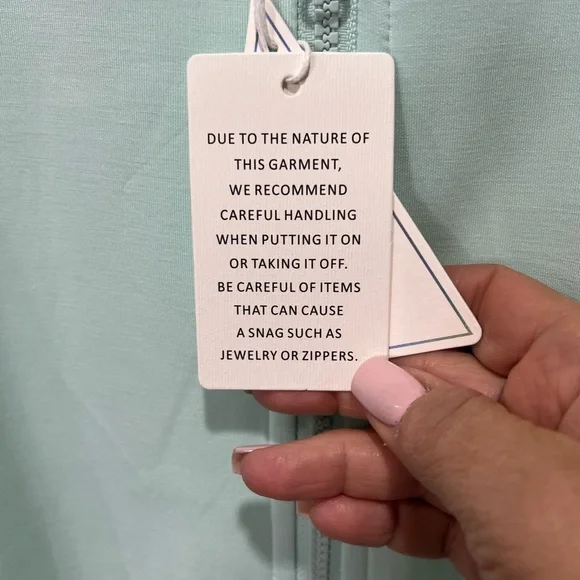 DUE TO THE NATURE OF
THIS GARMENT,
WE RECOMMEND
CAREFUL HANDLING
WHEN PUTTING IT ON
OR TAKING IT OFF.
BE CAREFUL OF ITEMS
THAT CAN CAUSE
A SNAG SUCH AS
JEWELRY OR ZIPPERS.